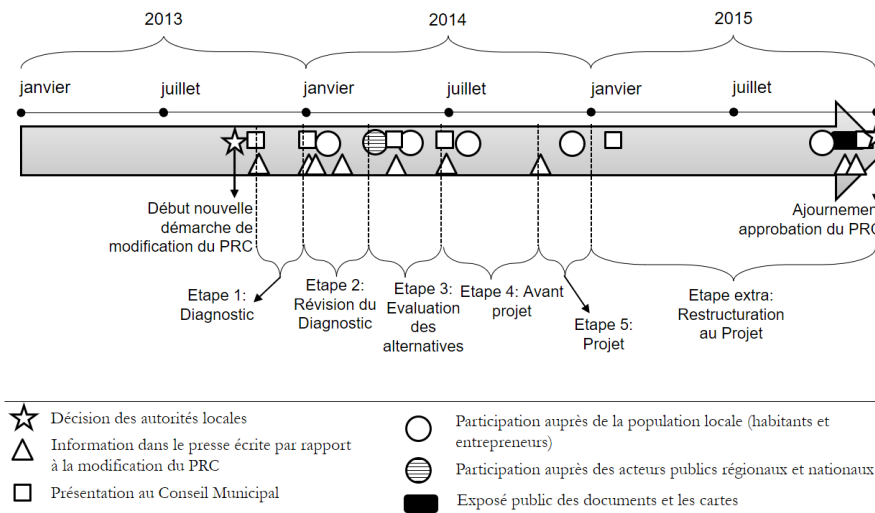 2013
2014
2015
janvier
juillet
janvier
juillet
janvier
juillet
Début nouvelle
démarche de
modification du PRC
Ajournement
approbation du PRC
Etape 1:
Diagnostic
Etape 2:
Révision du
Diagnostic
Etape 3:
Evaluation
des
alternatives
Etape 4: Avant
projet
Etape 5:
Projet
Etape extra:
Restructuration
au Projet
Décision des autorités locales
Information dans le presse écrite par rapport
à la modification du PRC
Présentation au Conseil Municipal
Participation auprès de la population locale (habitants et
entrepreneurs)
Participation auprès des acteurs publics régionaux et nationaux
Exposé public des documents et les cartes